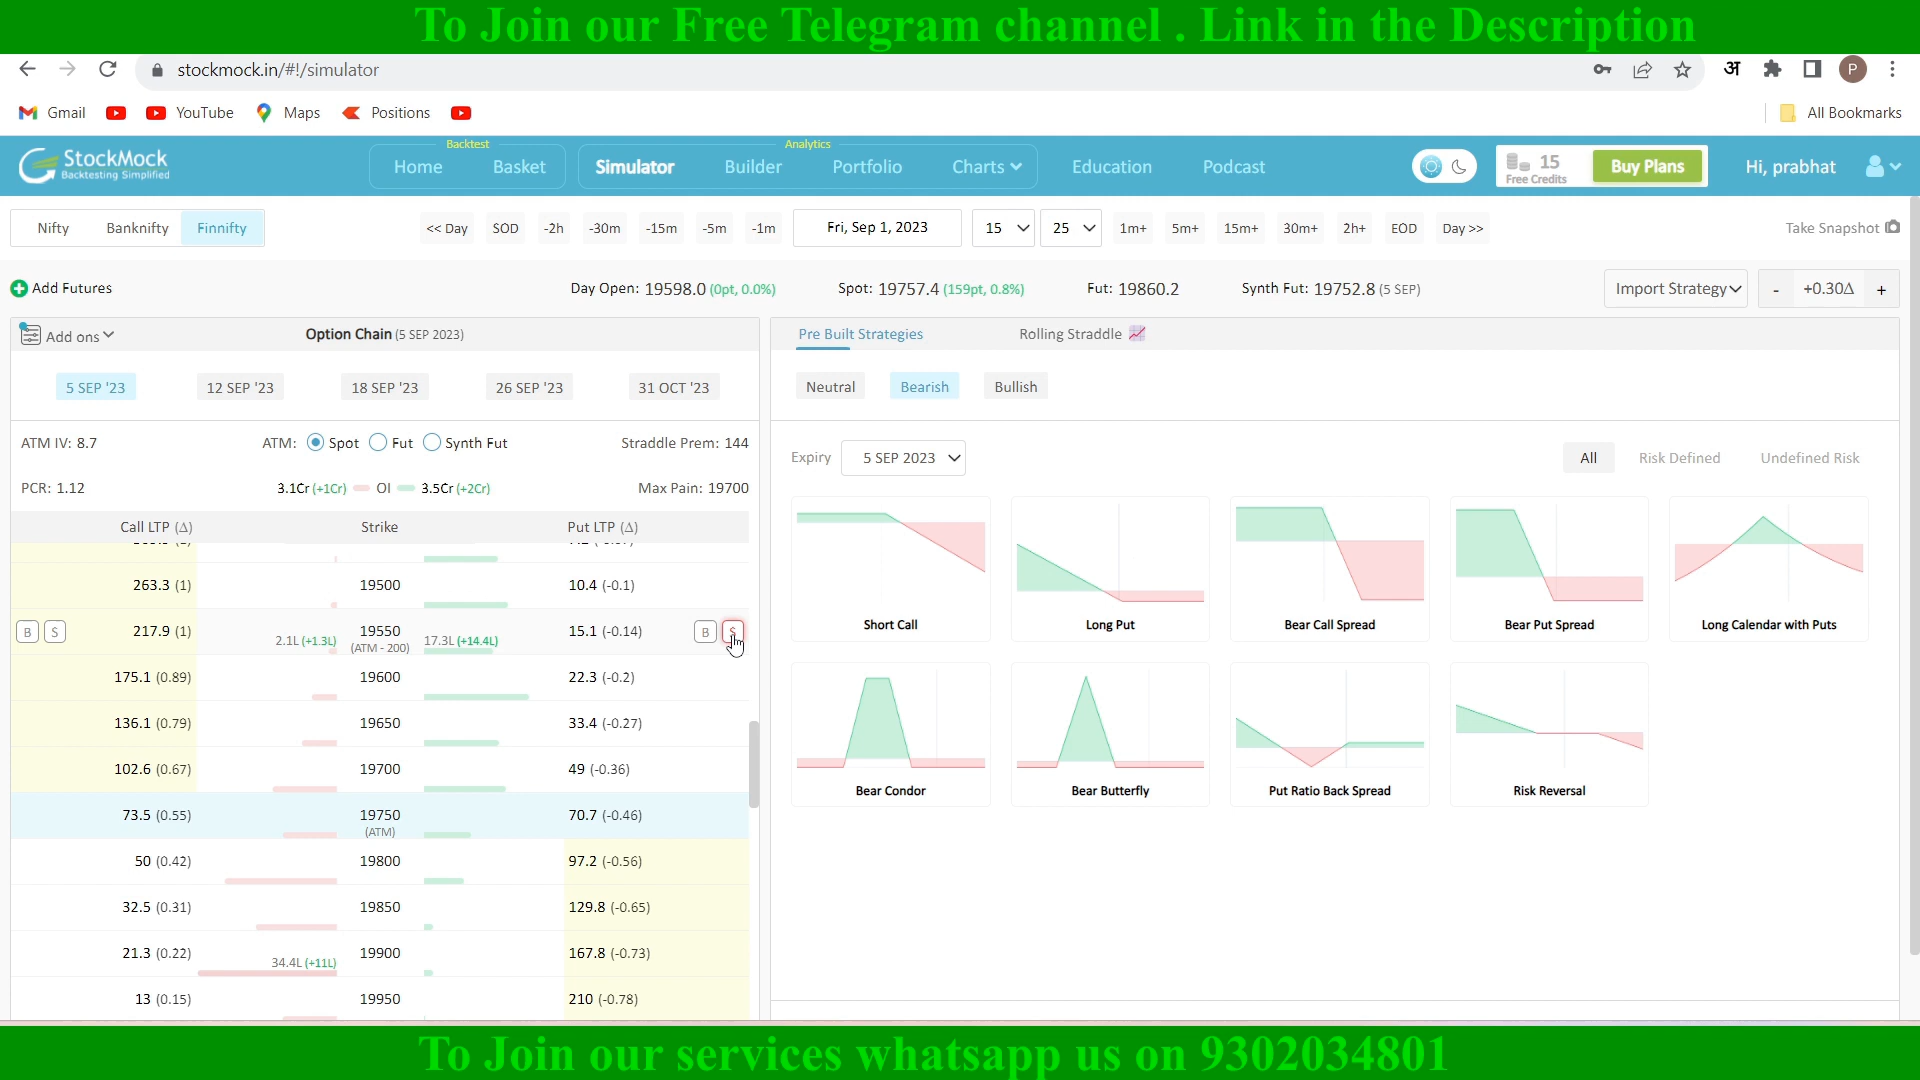 To Join our Free Telegram channel . Link in the Description
stockmock.in/#!/simulator
अ
P
Gmail YouTube Maps Positions All Bookmarks
StockMock
Backtesting Simplified
Backtest
Home Basket
Analytics
Simulator Builder Portfolio Charts
Education Podcast
15
Free Credits
Buy Plans
Hi, prabhat
Nifty Banknifty Finnifty
<< Day SOD -2h -30m -15m -5m -1m Fri, Sep 1, 2023 15 25 1m+ 5m+ 15m+ 30m+ 2h+ EOD Day >>
Take Snapshot
Add Futures
Day Open: 19598.0 (0pt, 0.0%) Spot: 19757.4 (159pt, 0.8%) Fut: 19860.2 Synth Fut: 19752.8 (5 SEP)
Import Strategy - +0.30Δ +
Add ons Option Chain (5 SEP 2023)
5 SEP '23 12 SEP '23 18 SEP '23 26 SEP '23 31 OCT '23
ATM IV: 8.7 ATM: Spot Fut Synth Fut Straddle Prem: 144
PCR: 1.12 3.1Cr (+1Cr) OI 3.5Cr (+2Cr) Max Pain: 19700
Call LTP (Δ) Strike Put LTP (Δ)
263.3 (1) 19500 10.4 (-0.1)
B S 217.9 (1) 2.1L (+1.3L) 19550 17.3L (+14.4L) 15.1 (-0.14) B S
(ATM - 200)
175.1 (0.89) 19600 22.3 (-0.2)
136.1 (0.79) 19650 33.4 (-0.27)
102.6 (0.67) 19700 49 (-0.36)
73.5 (0.55) 19750 70.7 (-0.46)
(ATM)
50 (0.42) 19800 97.2 (-0.56)
32.5 (0.31) 19850 129.8 (-0.65)
21.3 (0.22) 34.4L (+11L) 19900 167.8 (-0.73)
13 (0.15) 19950 210 (-0.78)
Pre Built Strategies Rolling Straddle
Neutral Bearish Bullish
Expiry 5 SEP 2023 All Risk Defined Undefined Risk
Short Call Long Put Bear Call Spread Bear Put Spread Long Calendar with Puts
Bear Condor Bear Butterfly Put Ratio Back Spread Risk Reversal
To Join our services whatsapp us on 9302034801